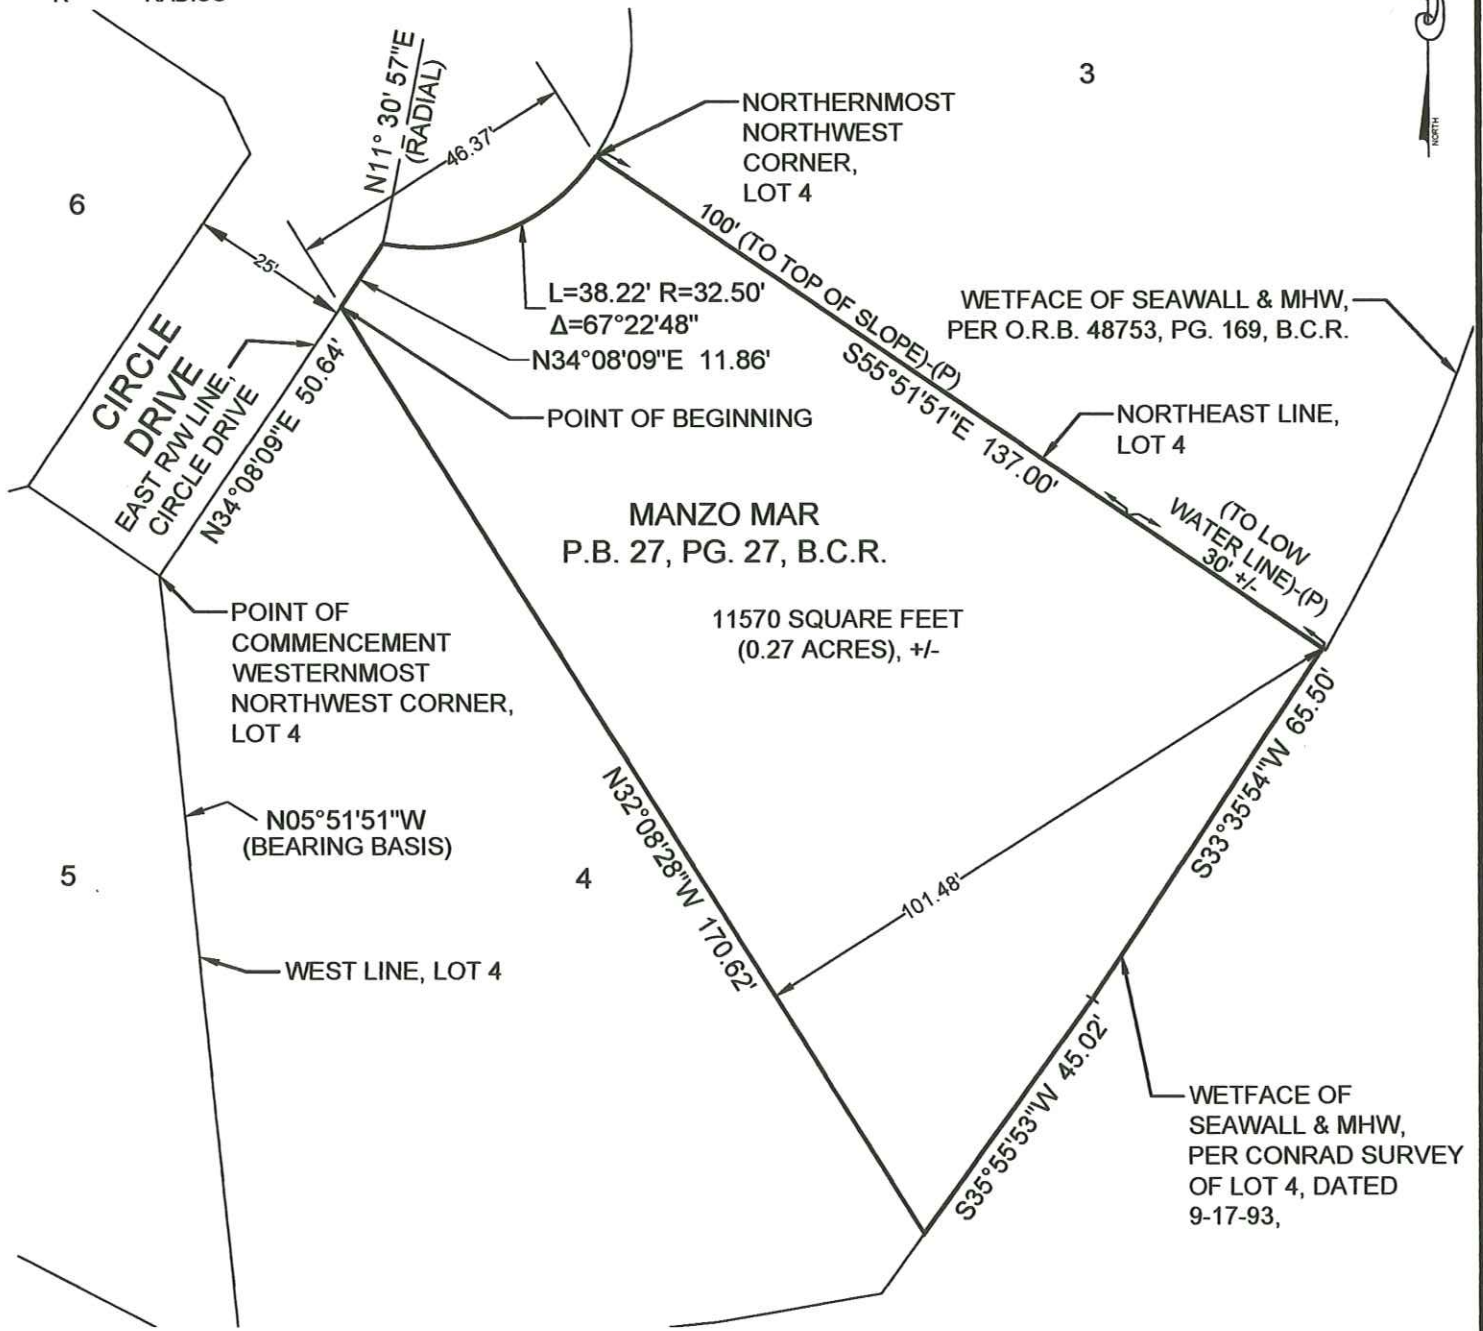 N11° 30' 57"E
(RADIAL)
46.37'
3
NORTH
NORTHERNMOST
NORTHWEST
CORNER,
LOT 4
6
25'
100' (TO TOP OF SLOPE)-(P)
L=38.22' R=32.50'
Δ=67°22'48"
N34°08'09"E 11.86'
WETFACE OF SEAWALL & MHW,
PER O.R.B. 48753, PG. 169, B.C.R.
CIRCLE
DRIVE
EAST R/W LINE,
CIRCLE DRIVE
N34°08'09"E 50.64'
POINT OF BEGINNING
S55°51'51"E 137.00'
NORTHEAST LINE,
LOT 4
MANZO MAR
P.B. 27, PG. 27, B.C.R.
(TO LOW
WATER LINE)-(P)
30' +/-
11570 SQUARE FEET
(0.27 ACRES), +/-
POINT OF
COMMENCEMENT
WESTERNMOST
NORTHWEST CORNER,
LOT 4
S33°35'54"W 65.50'
N05°51'51"W
(BEARING BASIS)
N32°08'28"W 170.62'
5
4
101.48'
WEST LINE, LOT 4
S35°55'53"W 45.02'
WETFACE OF
SEAWALL & MHW,
PER CONRAD SURVEY
OF LOT 4, DATED
9-17-93,